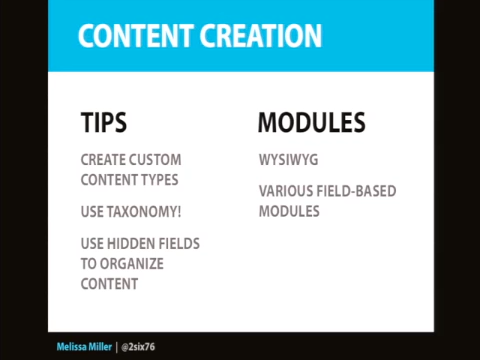 CONTENT CREATION
TIPS
CREATE CUSTOM
CONTENT TYPES
USE TAXONOMY!
USE HIDDEN FIELDS
TO ORGANIZE
CONTENT
MODULES
WYSIWYG
VARIOUS FIELD-BASED
MODULES
Melissa Miller | @2six76